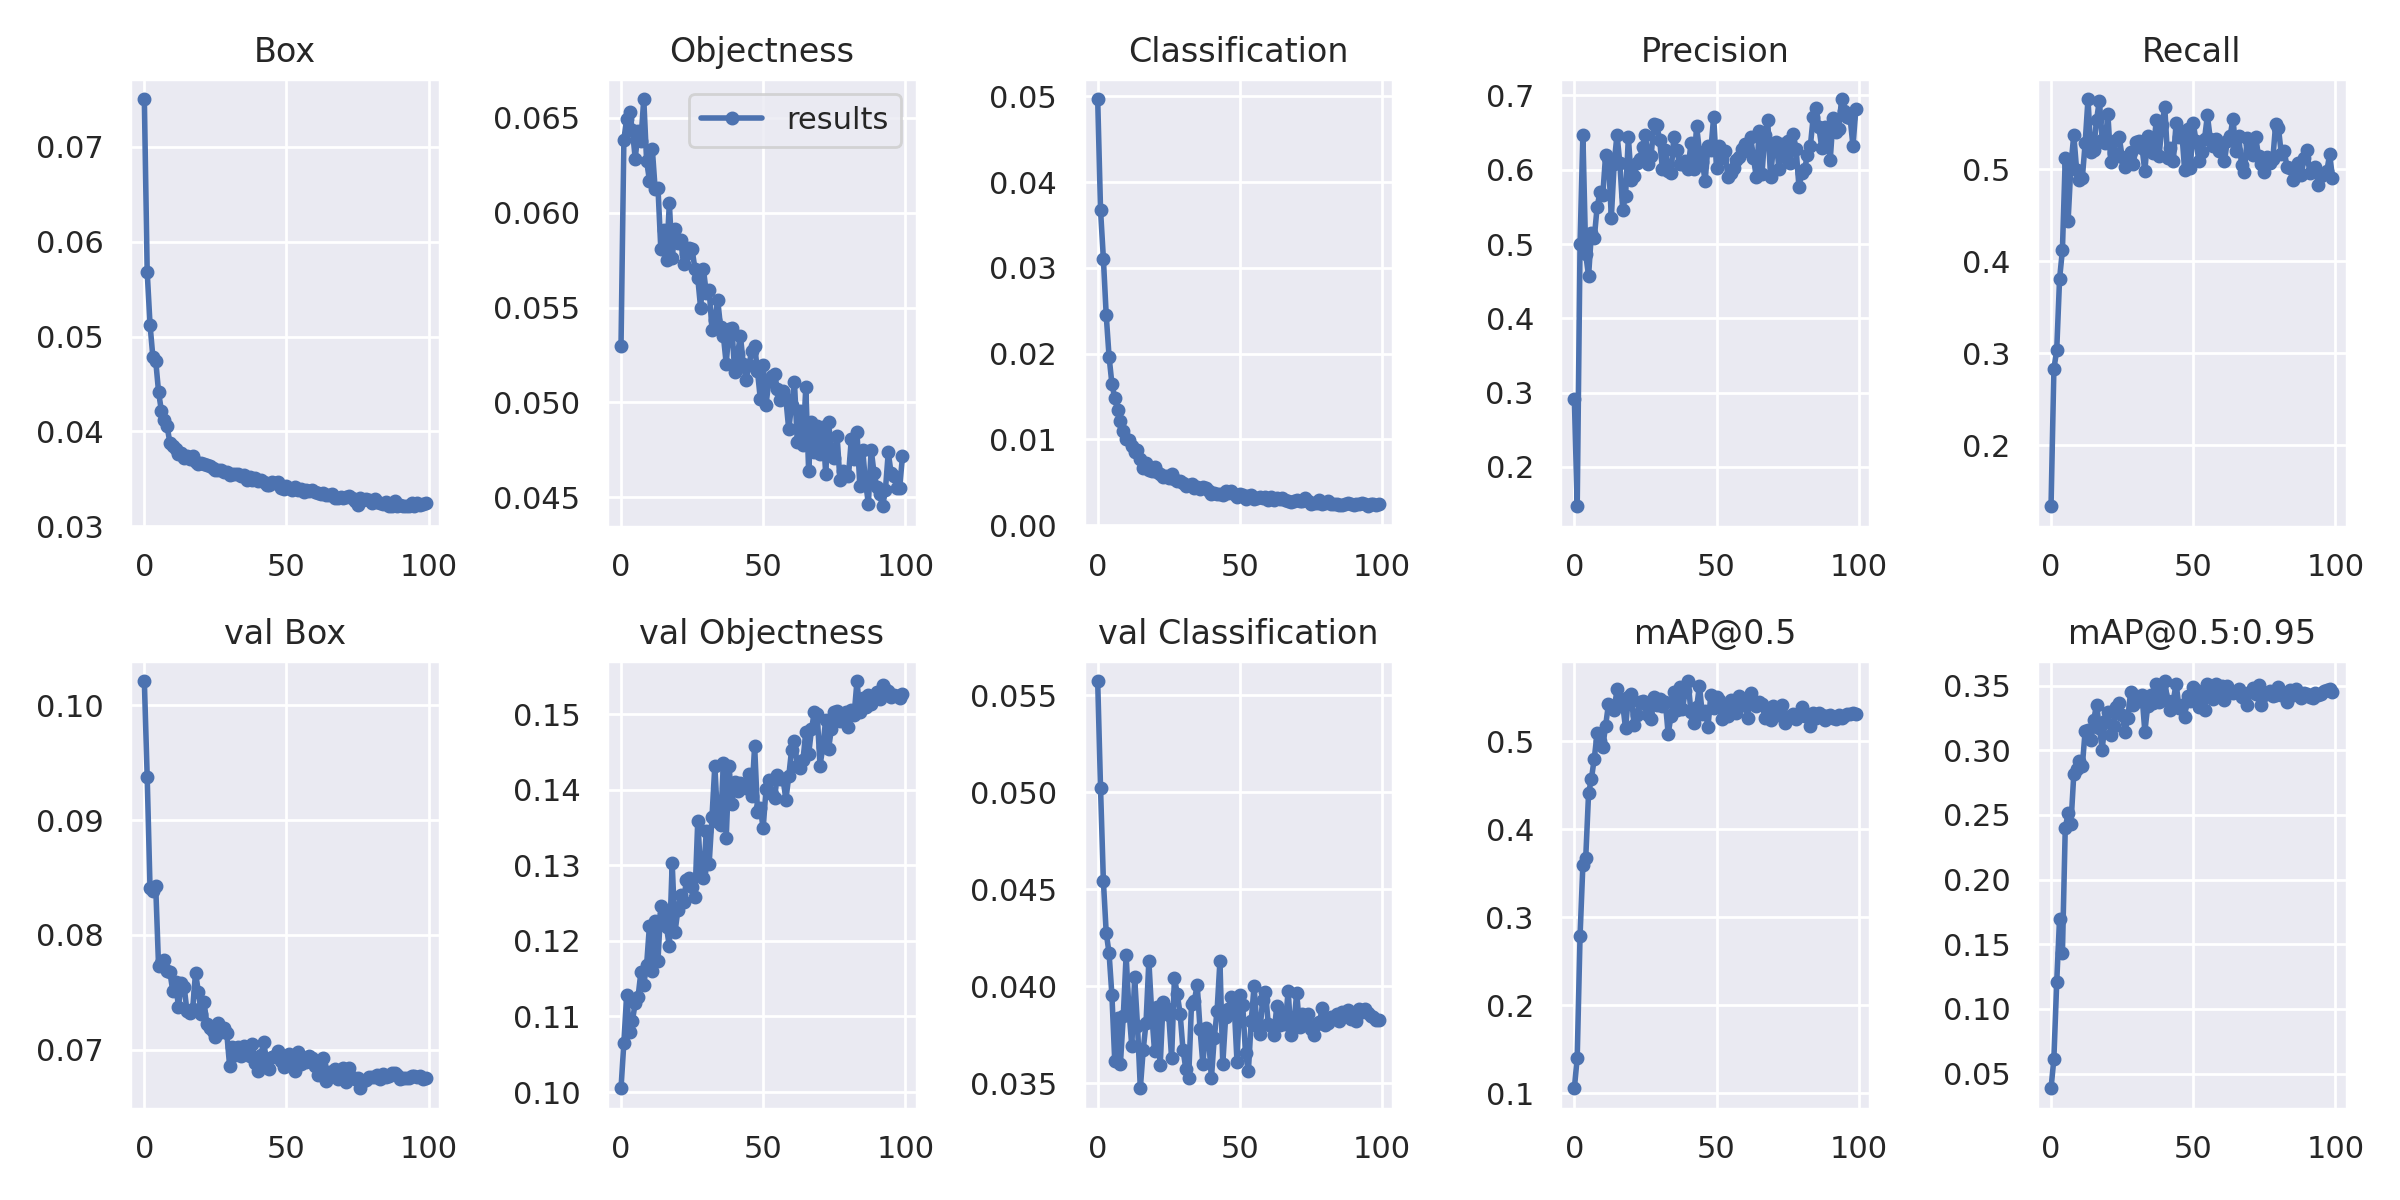 Box
Objectness
Classification
Precision
Recall
0.07
0.06
0.05
0.04
0.03
0 50 100
results
0.065
0.060
0.055
0.050
0.045
0 50 100
0.05
0.04
0.03
0.02
0.01
0.00
0 50 100
0.7
0.6
0.5
0.4
0.3
0.2
0 50 100
0.5
0.4
0.3
0.2
0 50 100
val Box
val Objectness
val Classification
mAP@0.5
mAP@0.5:0.95
0.10
0.09
0.08
0.07
0 50 100
0.15
0.14
0.13
0.12
0.11
0.10
0 50 100
0.055
0.050
0.045
0.040
0.035
0 50 100
0.5
0.4
0.3
0.2
0.1
0 50 100
0.35
0.30
0.25
0.20
0.15
0.10
0.05
0 50 100